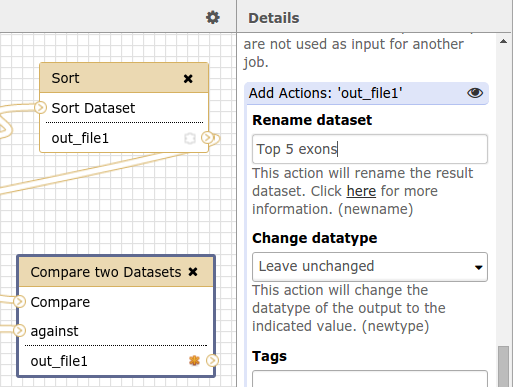 Details
are not used as input for another
job.
Sort
Sort Dataset
out_file1
Compare two Datasets
Compare
against
out_file1
Add Actions: 'out_file1'
Rename dataset
Top 5 exons
This action will rename the result
dataset. Click here for more
information. (newname)
Change datatype
Leave unchanged
This action will change the
datatype of the output to the
indicated value. (newtype)
Tags